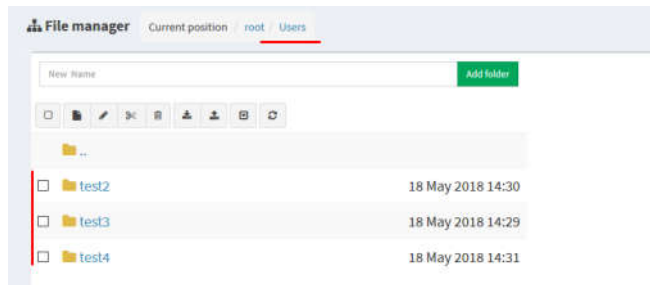 File manager Current position / root / Users
New Name Add folder
..
test2 18 May 2018 14:30
test3 18 May 2018 14:29
test4 18 May 2018 14:31